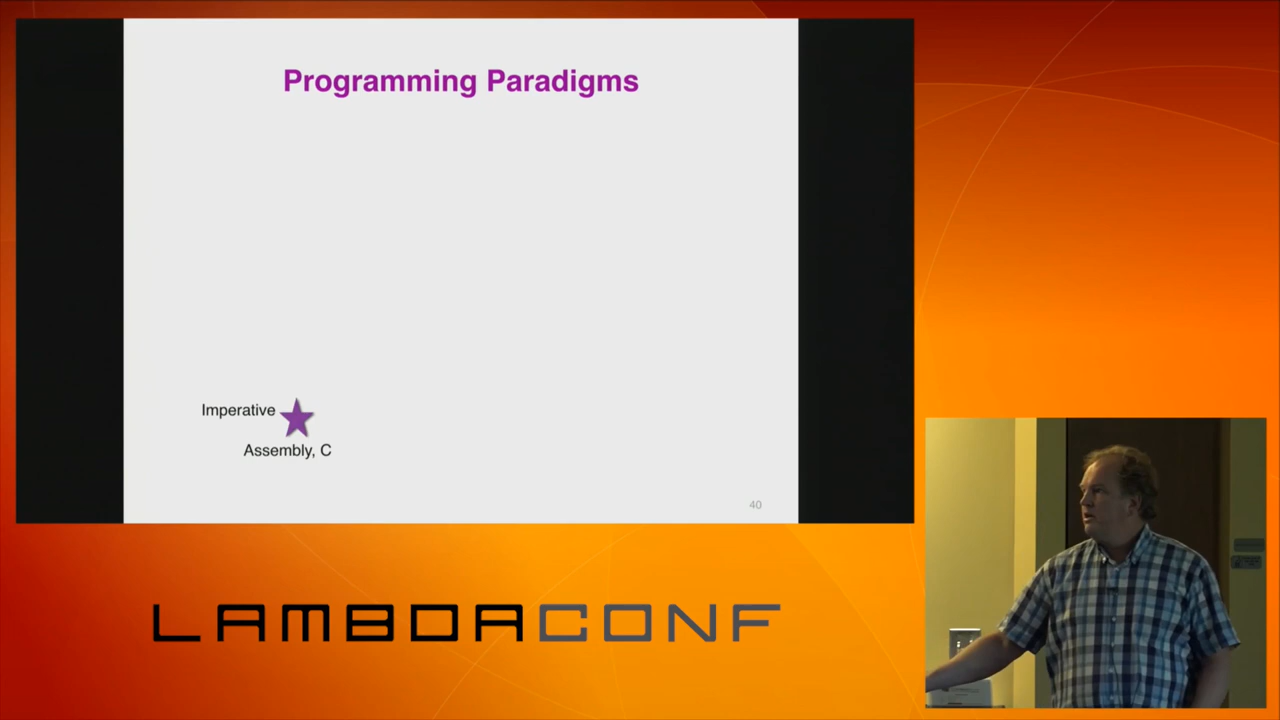 Programming Paradigms
Imperative
Assembly, C
40
LAMBDACONF